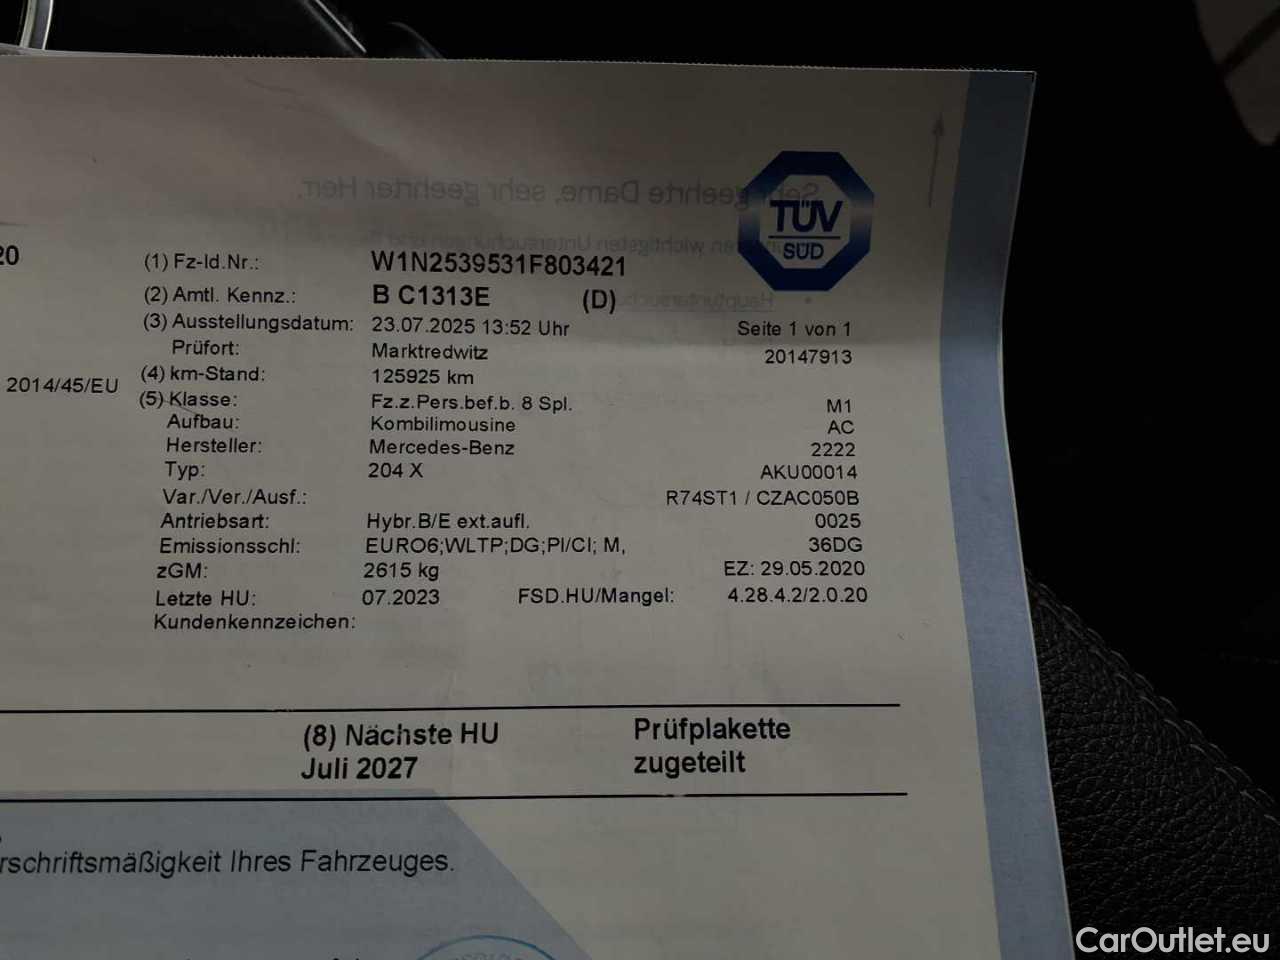 TÜV
SÜD
20
(1) Fz-Id.Nr.: W1N2539531F803421
(2) Amtl. Kennz.: B C1313E (D)
(3) Ausstellungsdatum: 23.07.2025 13:52 Uhr Seite 1 von 1
Prüfort: Marktredwitz 20147913
2014/45/EU (4) km-Stand: 125925 km
(5) Klasse: Fz.z.Pers.bef.b. 8 Spl. M1
Aufbau: Kombilimousine AC
Hersteller: Mercedes-Benz 2222
Typ: 204 X AKU00014
Var./Ver./Ausf.: R74ST1 / CZAC050B
Antriebsart: Hybr.B/E ext.aufl. 0025
Emissionsschl: EURO6;WLTP;DG;PI/CI; M, 36DG
zGM: 2615 kg EZ: 29.05.2020
Letzte HU: 07.2023 FSD.HU/Mangel: 4.28.4.2/2.0.20
Kundenkennzeichen:
(8) Nächste HU Prüfplakette
Juli 2027 zugeteilt
rschriftsmäßigkeit Ihres Fahrzeuges.
CarOutlet.eu